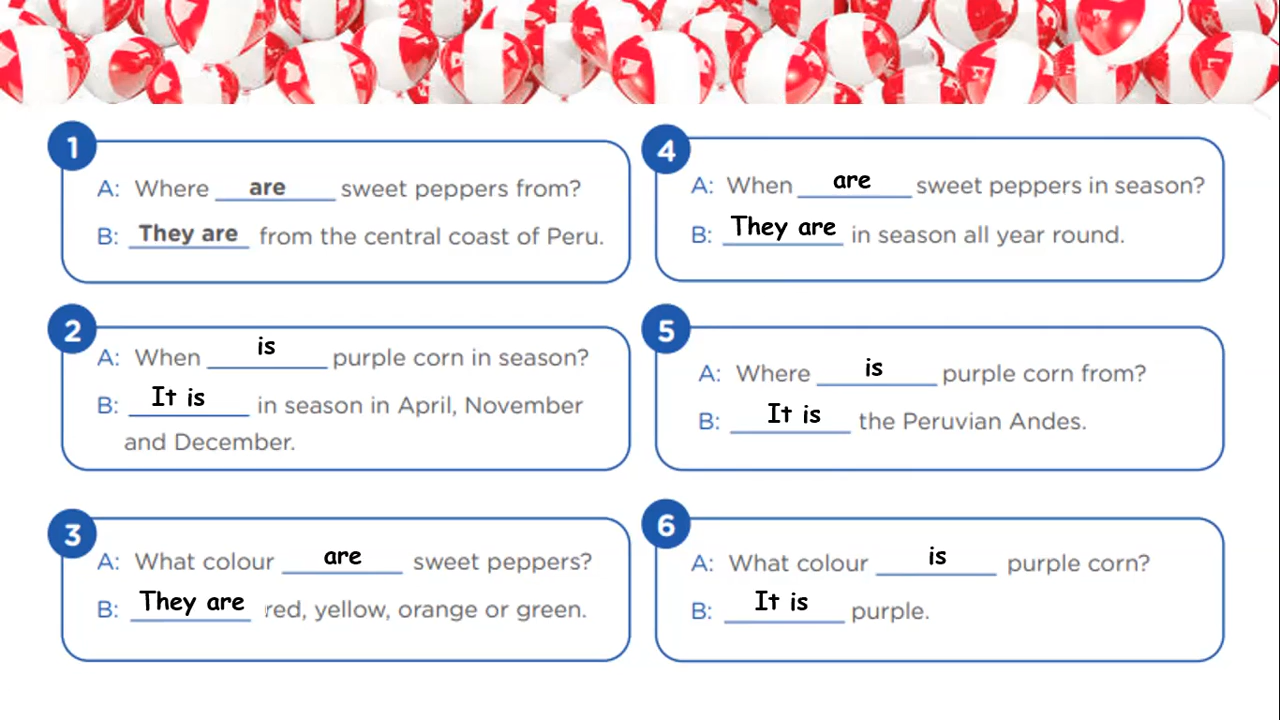 1
A: Where are sweet peppers from?
B: They are from the central coast of Peru.
2
A: When is purple corn in season?
B: It is in season in April, November
and December.
3
A: What colour are sweet peppers?
B: They are red, yellow, orange or green.
4
A: When are sweet peppers in season?
B: They are in season all year round.
5
A: Where is purple corn from?
B: It is the Peruvian Andes.
6
A: What colour is purple corn?
B: It is purple.